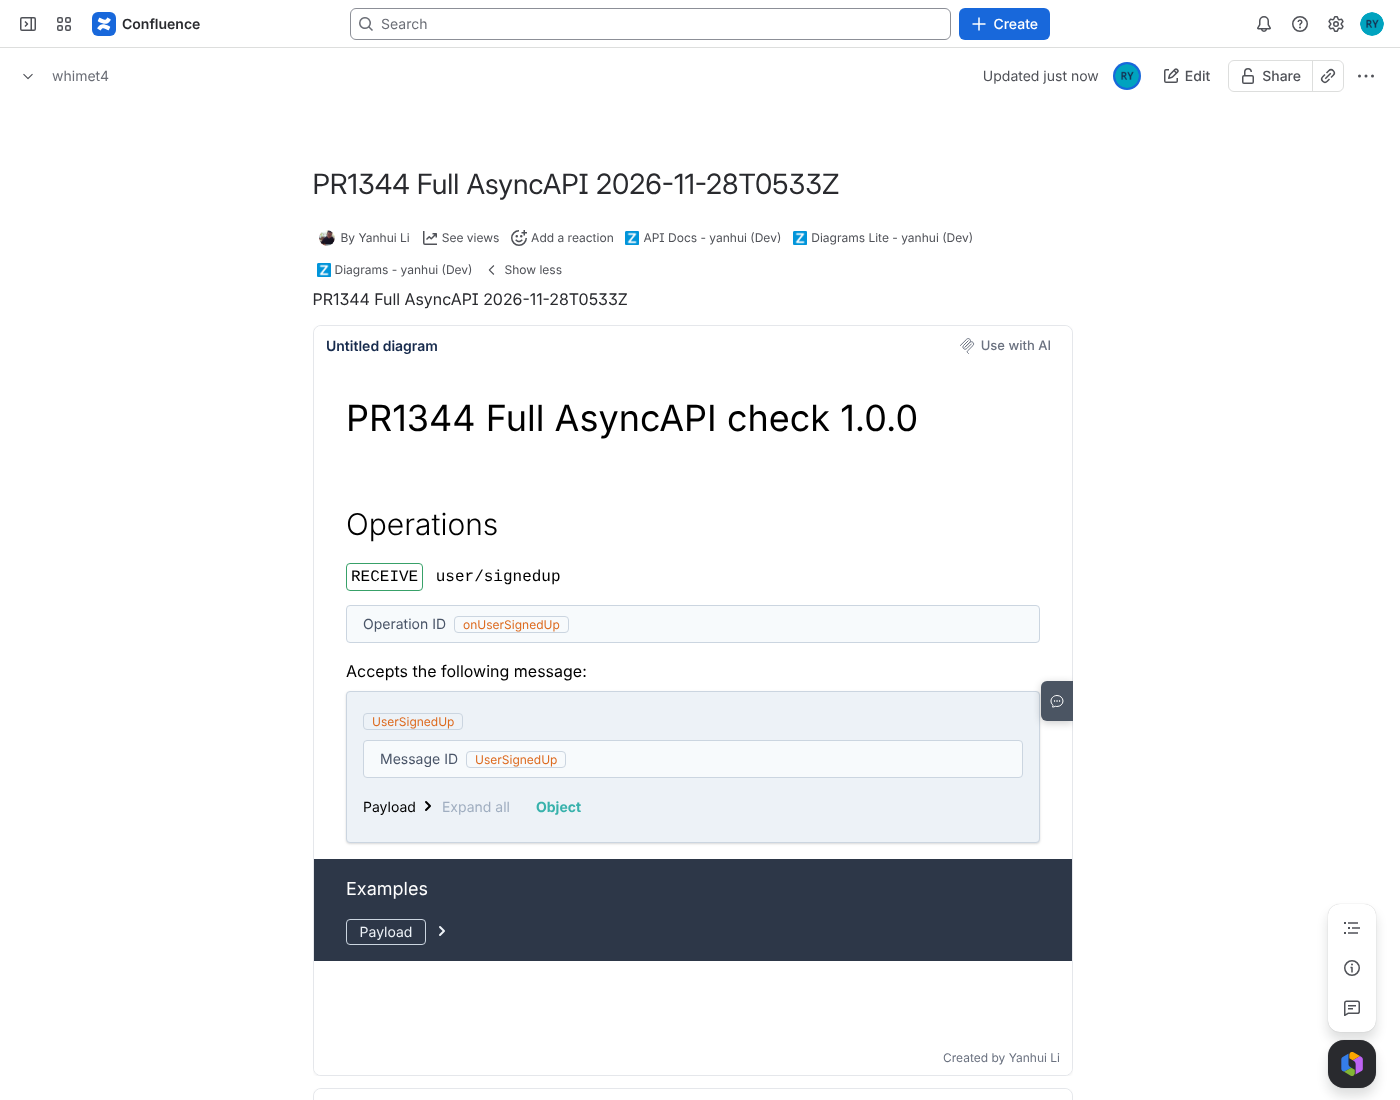 Confluence
Search
Create
RY
whimet4
Updated just now
RY
Edit
Share
PR1344 Full AsyncAPI 2026-11-28T0533Z
By Yanhui Li
See views
Add a reaction
API Docs - yanhui (Dev)
Diagrams Lite - yanhui (Dev)
Diagrams - yanhui (Dev)
Show less
PR1344 Full AsyncAPI 2026-11-28T0533Z
Untitled diagram
Use with AI
PR1344 Full AsyncAPI check 1.0.0
Operations
RECEIVE user/signedup
Operation ID onUserSignedUp
Accepts the following message:
UserSignedUp
Message ID UserSignedUp
Payload Expand all Object
Examples
Payload
Created by Yanhui Li